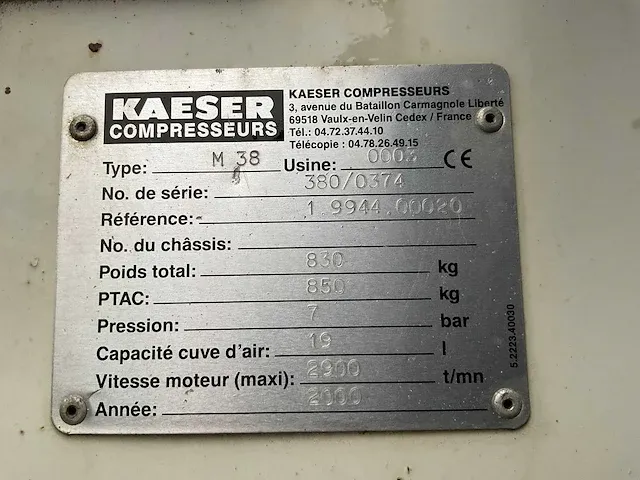 KAESER
COMPRESSEURS
KAESER COMPRESSEURS
3, avenue du Bataillon Carmagnole Liberté
69518 Vaulx-en-Velin Cedex / France
Tél.: 04.72.37.44.10
Télécopie : 04.78.26.49.15
Type: M 38 Usine: 0003 CE
No. de série: 380/0374
Référence: 1.9944.00020
No. du châssis:
Poids total: 830 kg
PTAC: 850 kg
Pression: 7 bar
Capacité cuve d'air: 19 l
Vitesse moteur (maxi): 2900 t/mn
Année: 2000
5.2223.40030